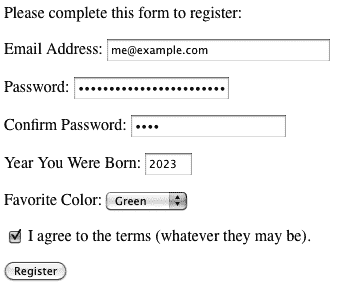 Please complete this form to register:
Email Address: me@example.com
Password: ••••••••••••••••••••••••
Confirm Password: ••••
Year You Were Born: 2023
Favorite Color: Green
I agree to the terms (whatever they may be).
Register